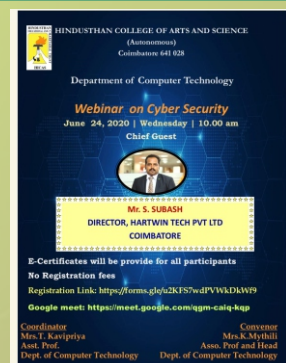 HINDUSTHAN COLLEGE OF ARTS AND SCIENCE
(Autonomous)
Coimbatore 641 028
Department of Computer Technology
Webinar on Cyber Security
June 24, 2020 | Wednesday | 10.00 am
Chief Guest
Mr. S. SUBASH
DIRECTOR, HARTWIN TECH PVT LTD
COIMBATORE
E-Certificates will be provide for all participants
No Registration fees
Registration Link: https://forms.gle/u2KFS7wdPVWkDkWf9
Google meet: https://meet.google.com/qgm-caiq-kqp
Coordinator Convenor
Mrs.T. Kavipriya Mrs.K.Mythili
Asst. Prof. Asso. Prof and Head
Dept. of Computer Technology Dept. of Computer Technology